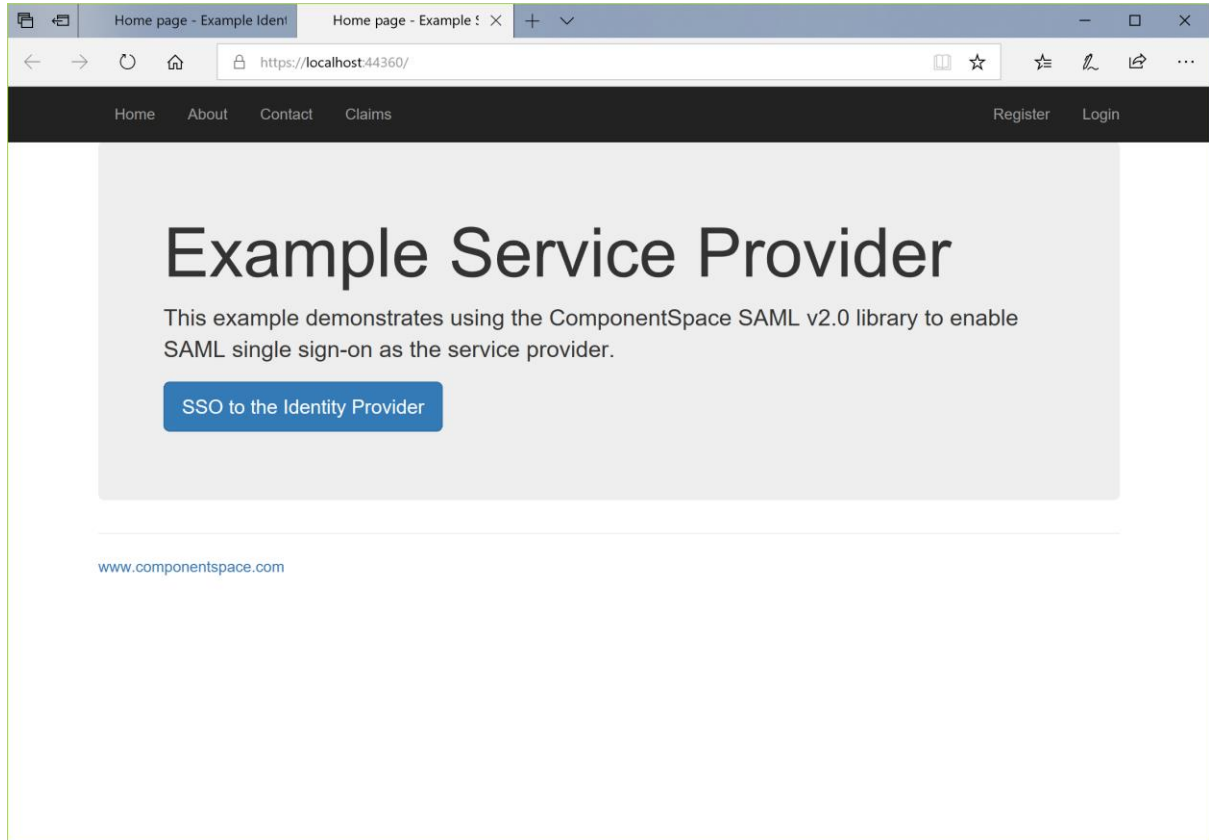 Home page - Example Ident
Home page - Example S
https://localhost:44360/
Home About Contact Claims Register Login
Example Service Provider
This example demonstrates using the ComponentSpace SAML v2.0 library to enable
SAML single sign-on as the service provider.
SSO to the Identity Provider
www.componentspace.com